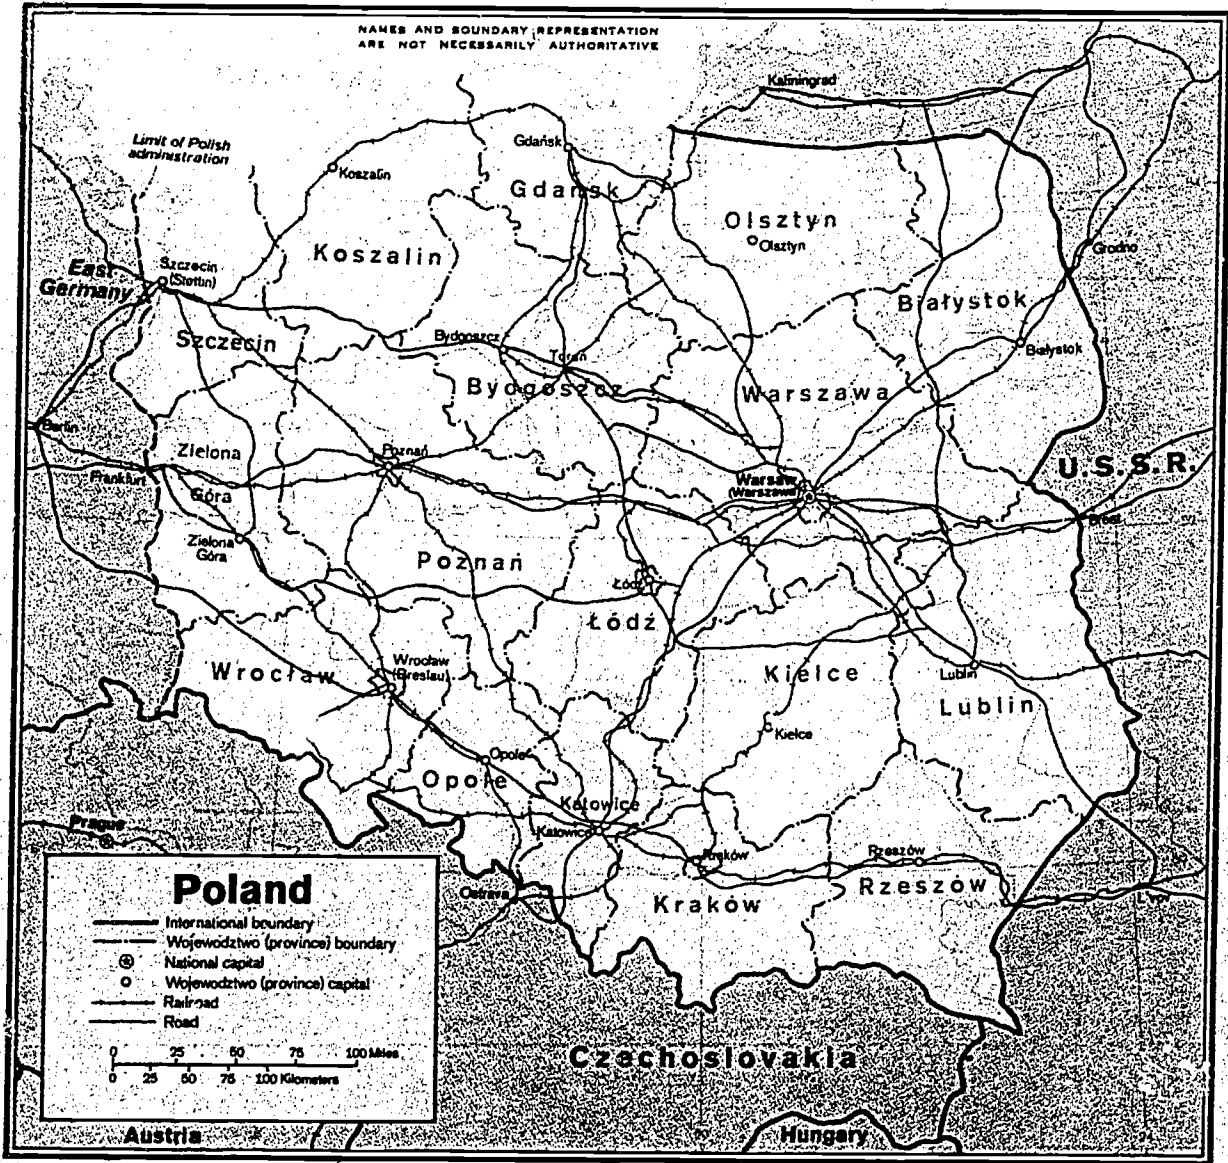 NAMES AND BOUNDARY REPRESENTATION
ARE NOT NECESSARILY AUTHORITATIVE
Kaliningrad
Limit of Polish
administration
Gdańsk
Koszalin
Gdańsk
Olsztyn
Olsztyn
Grodno
Koszalin
East
Germany
Szczecin
(Stettin)
Białystok
Szczecin
Bydgoszcz
Toruń
Białystok
Bydgoszcz
Warszawa
Berlin
Zielona
Góra
Poznań
Frankfurt
Warsaw
(Warszawa)
U.S.S.R.
Brest
Zielona
Góra
Poznań
Łódź
Łódź
Wrocław
Wrocław
(Breslau)
Kielce
Lublin
Lublin
Kielce
Opole
Opole
Katowice
Katowice
Prague
Kraków
Rzeszów
Rzeszów
Ostrava
Kraków
L'vov
Poland
International boundary
Wojewodztwo (province) boundary
National capital
Wojewodztwo (province) capital
Railroad
Road
0 25 50 75 100 Miles
0 25 50 75 100 Kilometers
Czechoslovakia
Austria
Hungary